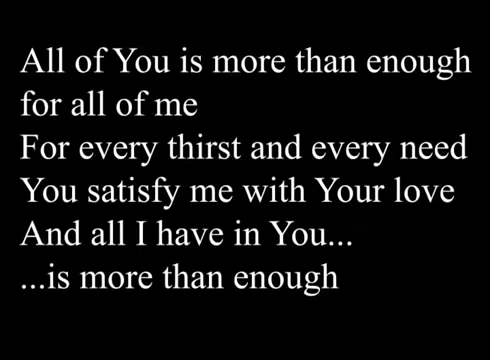 All of You is more than enough
for all of me
For every thirst and every need
You satisfy me with Your love
And all I have in You...
...is more than enough